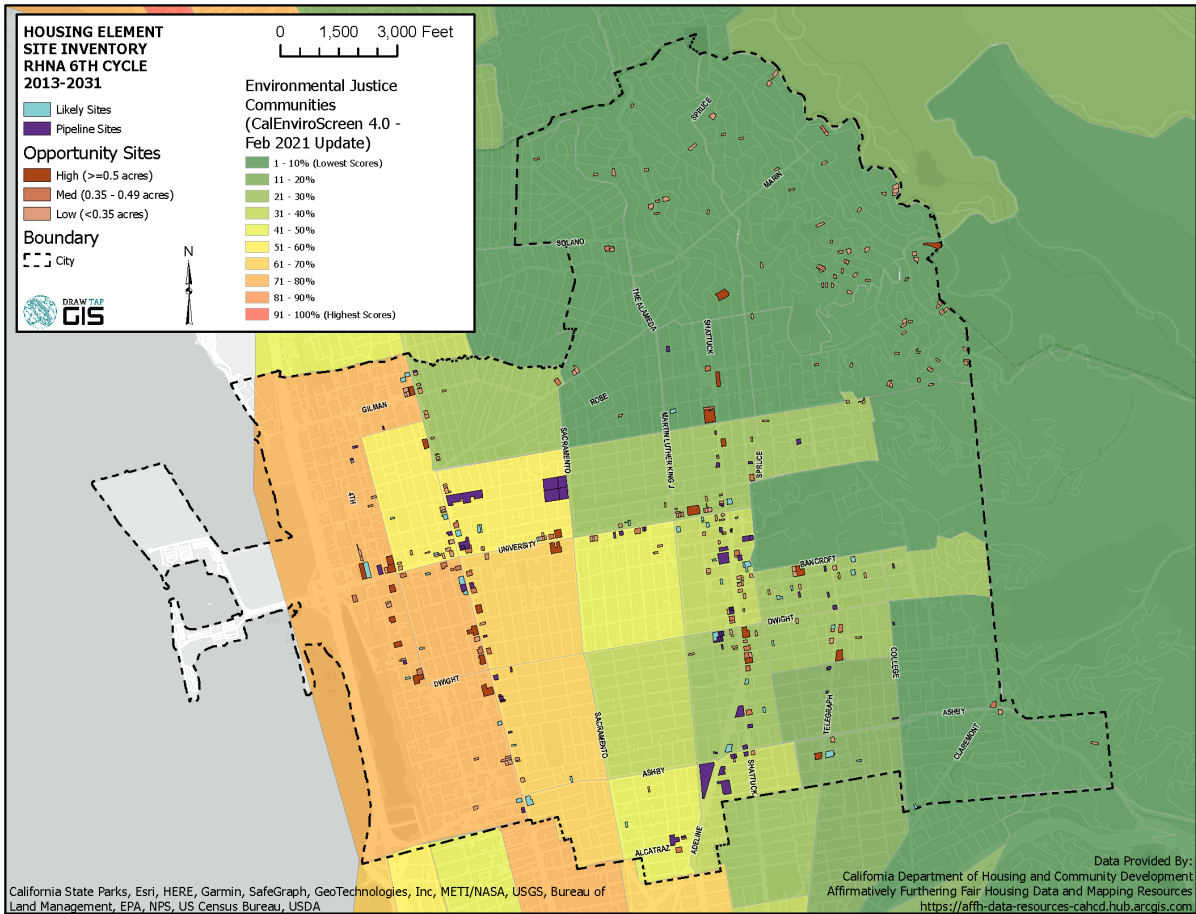 HOUSING ELEMENT
SITE INVENTORY
RHNA 6TH CYCLE
2013-2031
Likely Sites
Pipeline Sites
Opportunity Sites
High (>=0.5 acres)
Med (0.35 - 0.49 acres)
Low (<0.35 acres)
Boundary
City
N
DRAW TAP
GIS
0 1,500 3,000 Feet
Environmental Justice
Communities
(CalEnviroScreen 4.0 -
Feb 2021 Update)
1 - 10% (Lowest Scores)
11 - 20%
21 - 30%
31 - 40%
41 - 50%
51 - 60%
61 - 70%
71 - 80%
81 - 90%
91 - 100% (Highest Scores)
SPRUCE
MARIN
SOLANO
THE ALAMEDA
SHATTUCK
ROSE
GILMAN
SACRAMENTO
MARTIN LUTHER KING J
SPRUCE
4TH
UNIVERSITY
BANCROFT
DWIGHT
COLLEGE
DWIGHT
SACRAMENTO
TELEGRAPH
ASHBY
CLAREMONT
ASHBY
SHATTUCK
ADELINE
ALCATRAZ
California State Parks, Esri, HERE, Garmin, SafeGraph, GeoTechnologies, Inc, METI/NASA, USGS, Bureau of
Land Management, EPA, NPS, US Census Bureau, USDA
Data Provided By:
California Department of Housing and Community Development
Affirmatively Furthering Fair Housing Data and Mapping Resources
https://affh-data-resources-cahcd.hub.arcgis.com